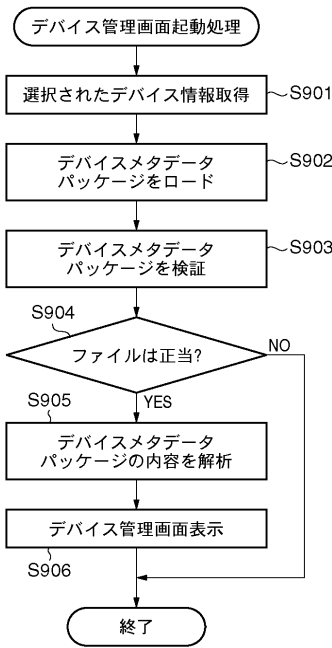 デバイス管理画面起動処理
選択されたデバイス情報取得
S901
デバイスメタデータ
パッケージをロード
S902
デバイスメタデータ
パッケージを検証
S903
S904
ファイルは正当?
NO
YES
S905
デバイスメタデータ
パッケージの内容を解析
デバイス管理画面表示
S906
終了